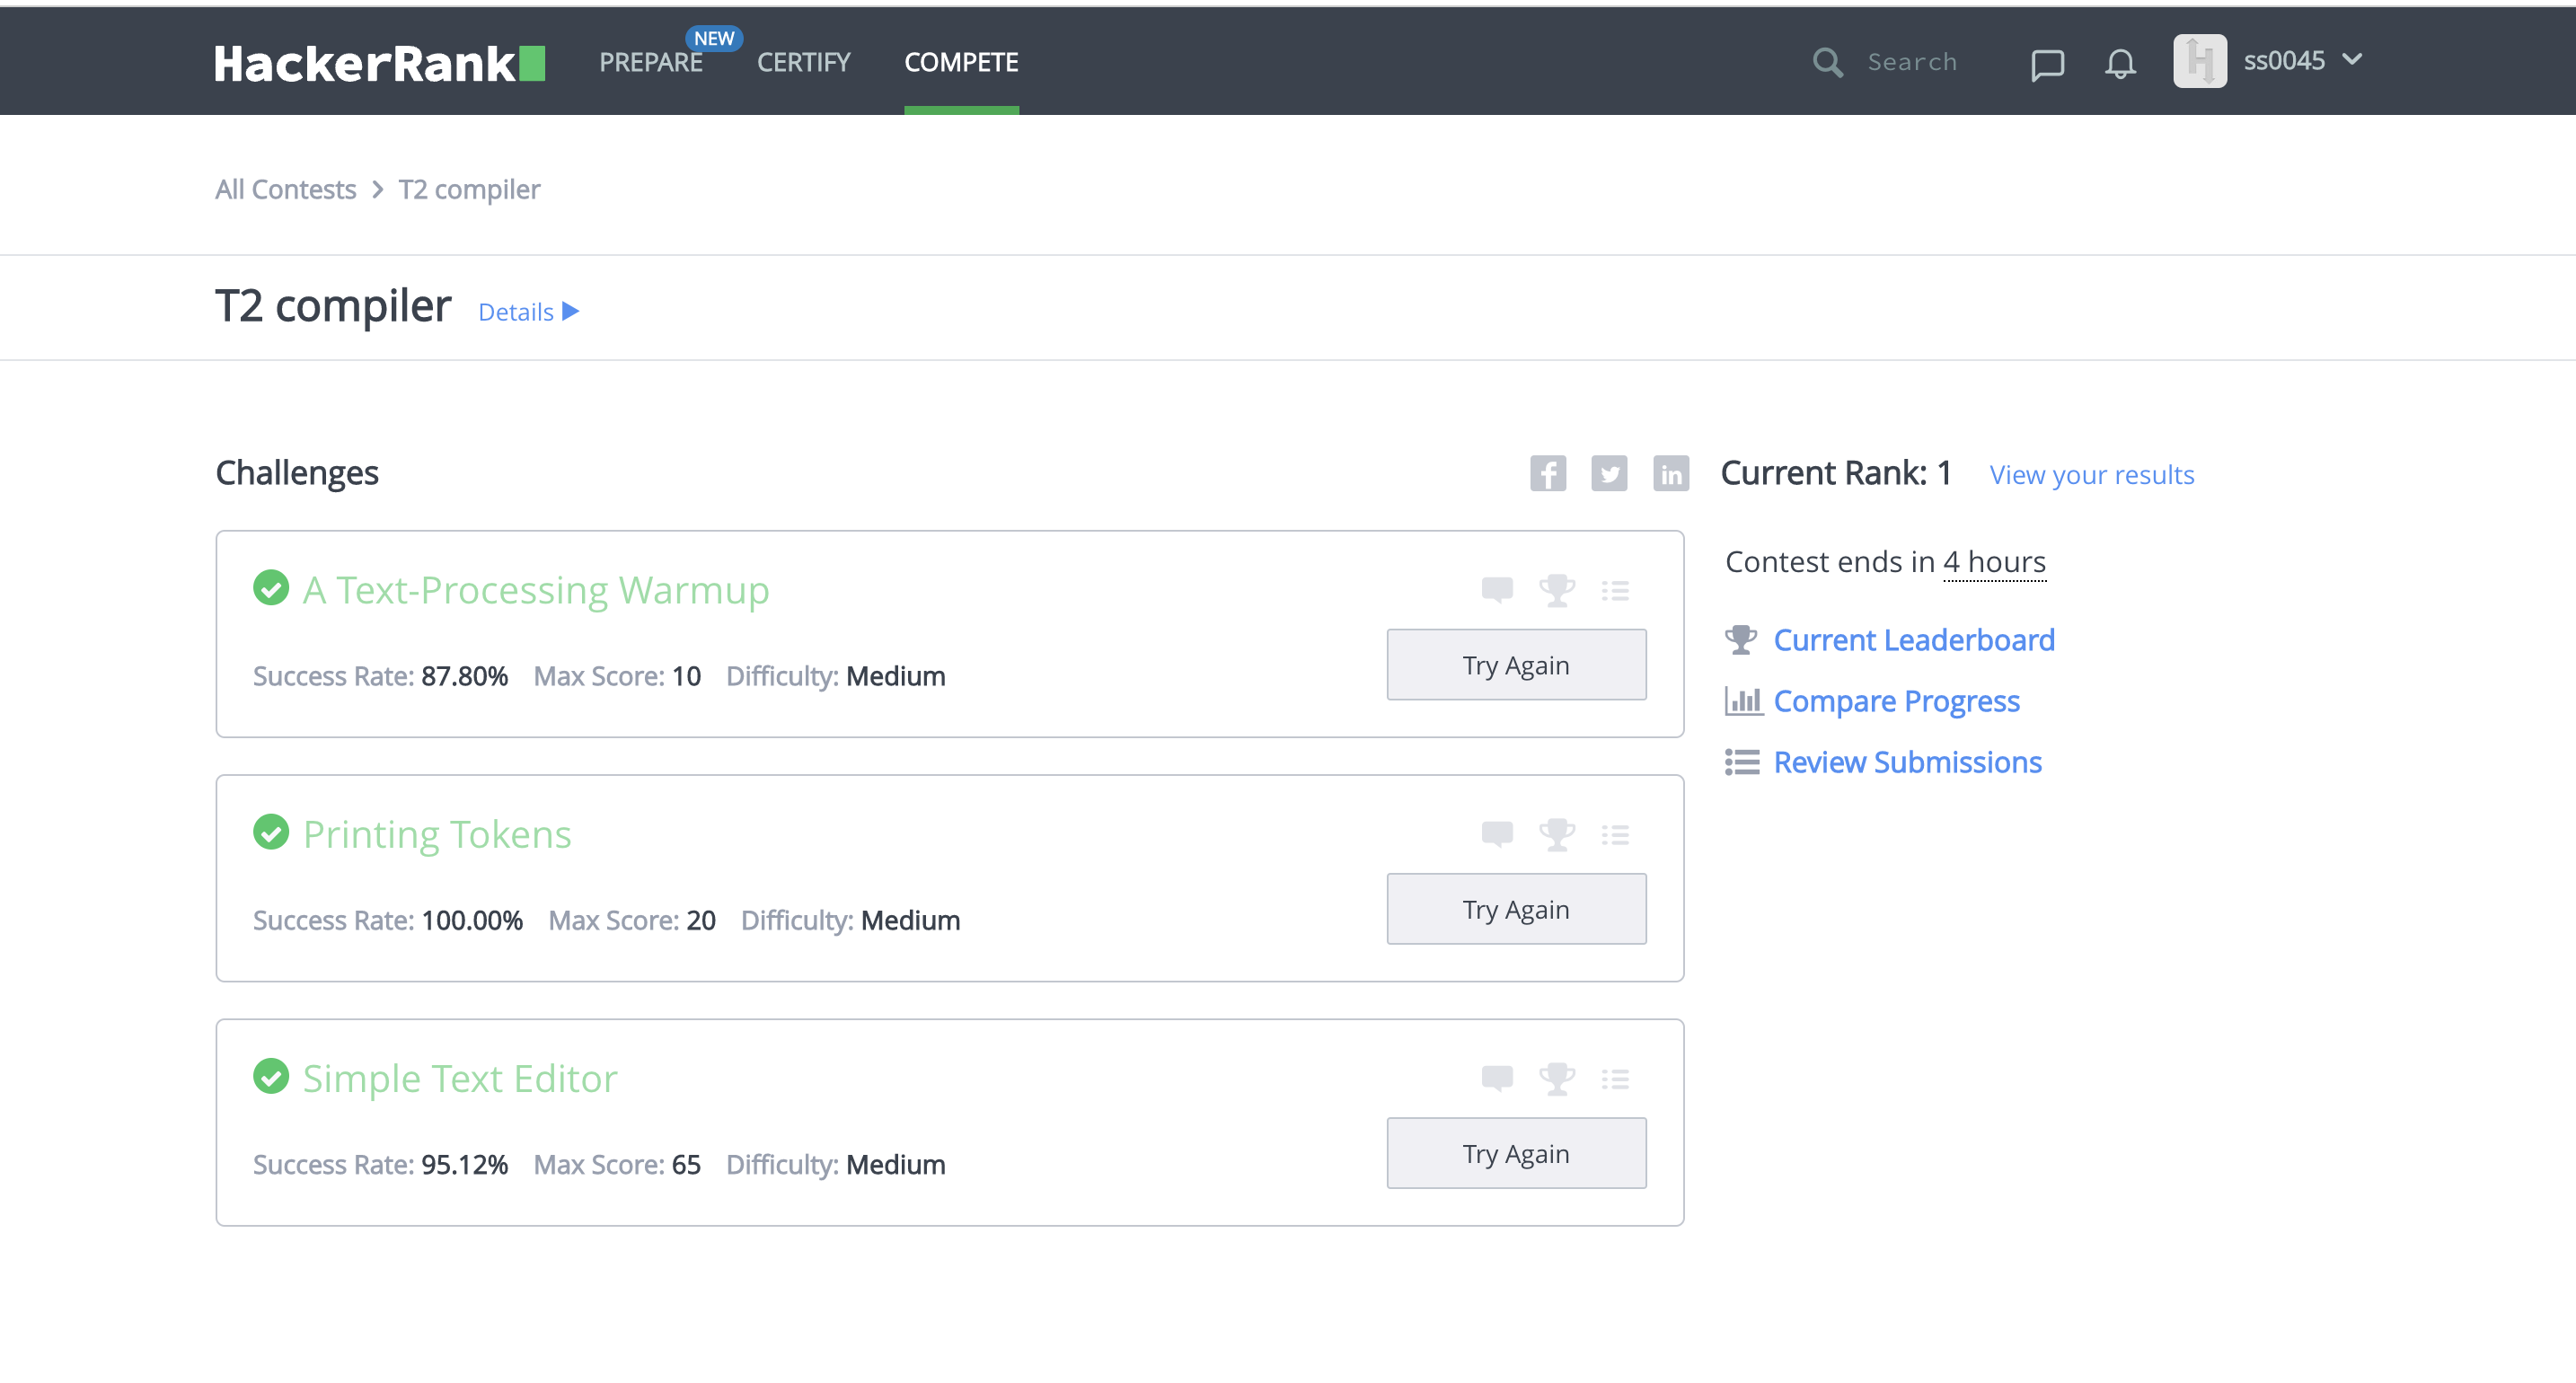 HackerRank PREPARE NEW CERTIFY COMPETE Search ss0045
All Contests > T2 compiler
T2 compiler Details
Challenges Current Rank: 1 View your results
A Text-Processing Warmup
Success Rate: 87.80% Max Score: 10 Difficulty: Medium
Try Again
Printing Tokens
Success Rate: 100.00% Max Score: 20 Difficulty: Medium
Try Again
Simple Text Editor
Success Rate: 95.12% Max Score: 65 Difficulty: Medium
Try Again
Contest ends in 4 hours
Current Leaderboard
Compare Progress
Review Submissions